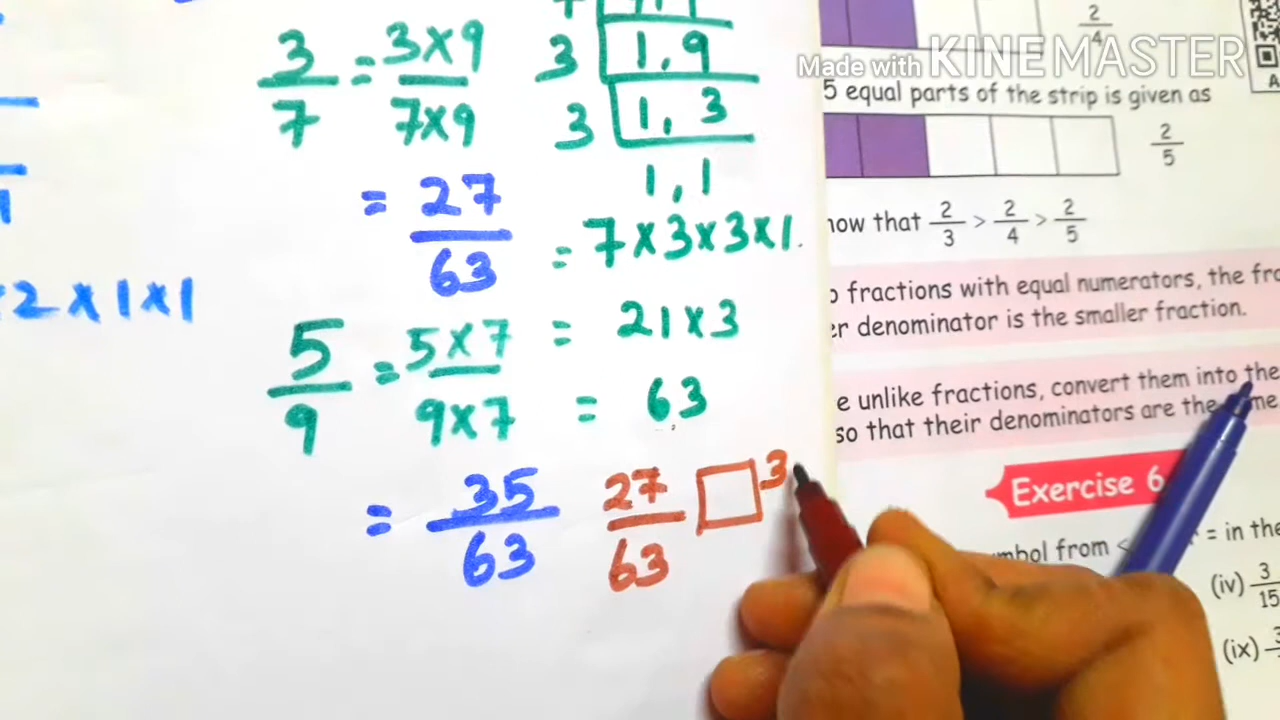 3/7 = 3×9/7×9
= 27/63
5/9 = 5×7/9×7
= 35/63
3 | 1, 9
3 | 1, 3
1, 1
= 7×3×3×1.
= 21×3
= 63
27/63 □ 3
×2×1×1
Made with KINEMASTER
2/4
5 equal parts of the strip is given as
2/5
that 2/3 > 2/4 > 2/5
fractions with equal numerators, the
denominator is the smaller fraction.
unlike fractions, convert them into the
so that their denominators are the
Exercise 6
from < = in the
(iv) 3/15
(ix) 3